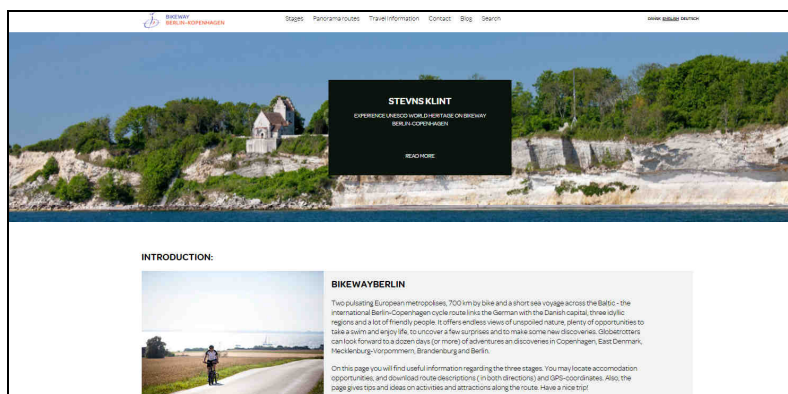 BIKEWAY
BERLIN-COPENHAGEN
Stages Panorama routes Travel information Contact Blog Search
DANSK ENGLISH DEUTSCH
STEVNS KLINT
EXPERIENCE UNESCO WORLD HERITAGE ON BIKEWAY
BERLIN-COPENHAGEN
READ MORE
INTRODUCTION:
BIKEWAYBERLIN
Two pulsating European metropolises, 700 km by bike and a short sea voyage across the Baltic - the
international Berlin-Copenhagen cycle route links the German with the Danish capital, three idyllic
regions and a lot of friendly people. It offers endless views of unspoiled nature, plenty of opportunities to
take a swim and enjoy life, to uncover a few surprises and to make some new discoveries. Globetrotters
can look forward to a dozen days (or more) of adventures an discoveries in Copenhagen, East Denmark,
Mecklenburg-Vorpommern, Brandenburg and Berlin.
On this page you will find useful information regarding the three stages. You may locate accomodation
opportunities, and download route descriptions ( in both directions) and GPS-coordinates. Also, the
page gives tips and ideas on activities and attractions along the route. Have a nice trip!